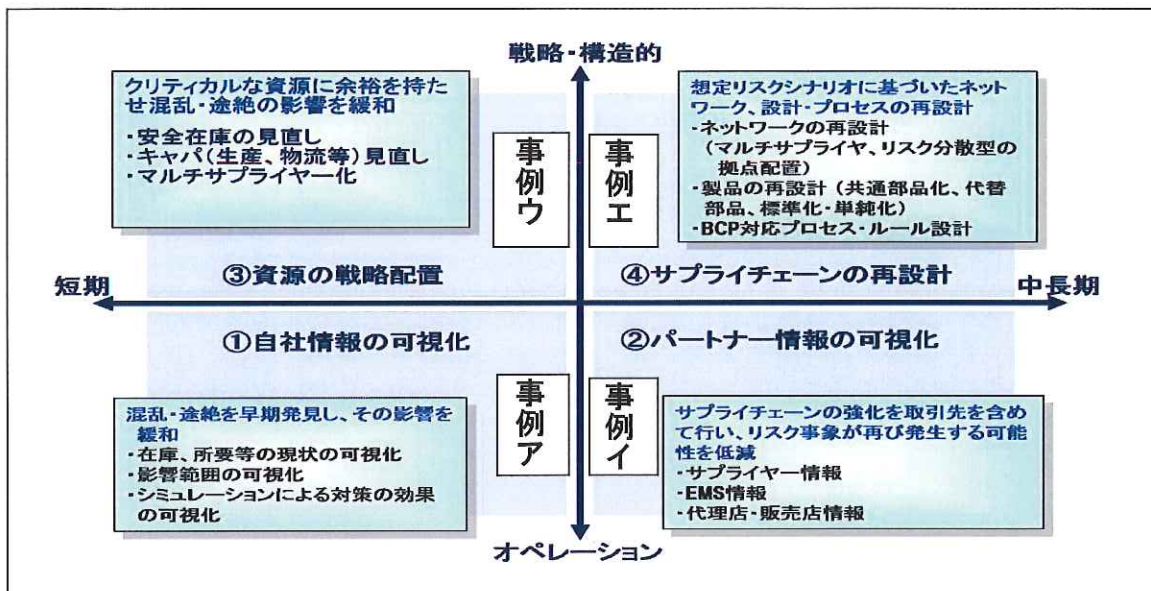 戦略・構造的
クリティカルな資源に余裕を持た
せ混乱・途絶の影響を緩和
・安全在庫の見直し
・キャパ(生産、物流等)見直し
・マルチサプライヤー化
事例ウ
事例エ
想定リスクシナリオに基づいたネット
ワーク、設計・プロセスの再設計
・ネットワークの再設計
(マルチサプライヤ、リスク分散型の
拠点配置)
・製品の再設計(共通部品化、代替
部品、標準化・単純化)
・BCP対応プロセス・ルール設計
③資源の戦略配置
④サプライチェーンの再設計
短期
中長期
①自社情報の可視化
②パートナー情報の可視化
事例ア
事例イ
混乱・途絶を早期発見し、その影響を
緩和
・在庫、所要等の現状の可視化
・影響範囲の可視化
・シミュレーションによる対策の効果
の可視化
サプライチェーンの強化を取引先を含め
て行い、リスク事象が再び発生する可能
性を低減
・サプライヤー情報
・EMS情報
・代理店・販売店情報
オペレーション